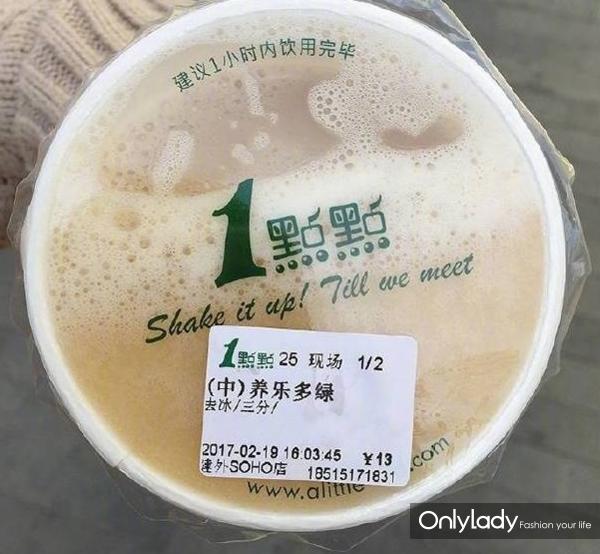 建议1小时内饮用完毕
1點點
Shake it up! Till we meet
1點點 25 现场 1/2
(中)养乐多绿
去冰/三分/
2017-02-19 16:03:45 ￥13
建外SOHO店 18515171831
www.alittle .com
Onlylady Fashion your life